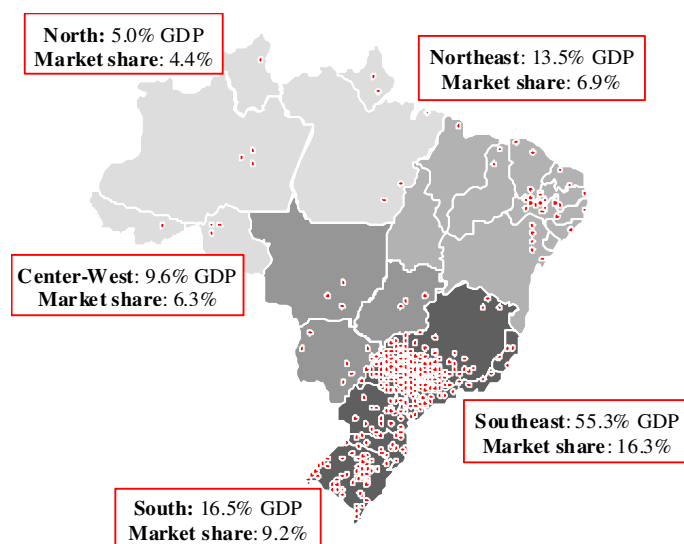 North: 5.0% GDP
Market share: 4.4%
Northeast: 13.5% GDP
Market share: 6.9%
Center-West: 9.6% GDP
Market share: 6.3%
Southeast: 55.3% GDP
Market share: 16.3%
South: 16.5% GDP
Market share: 9.2%